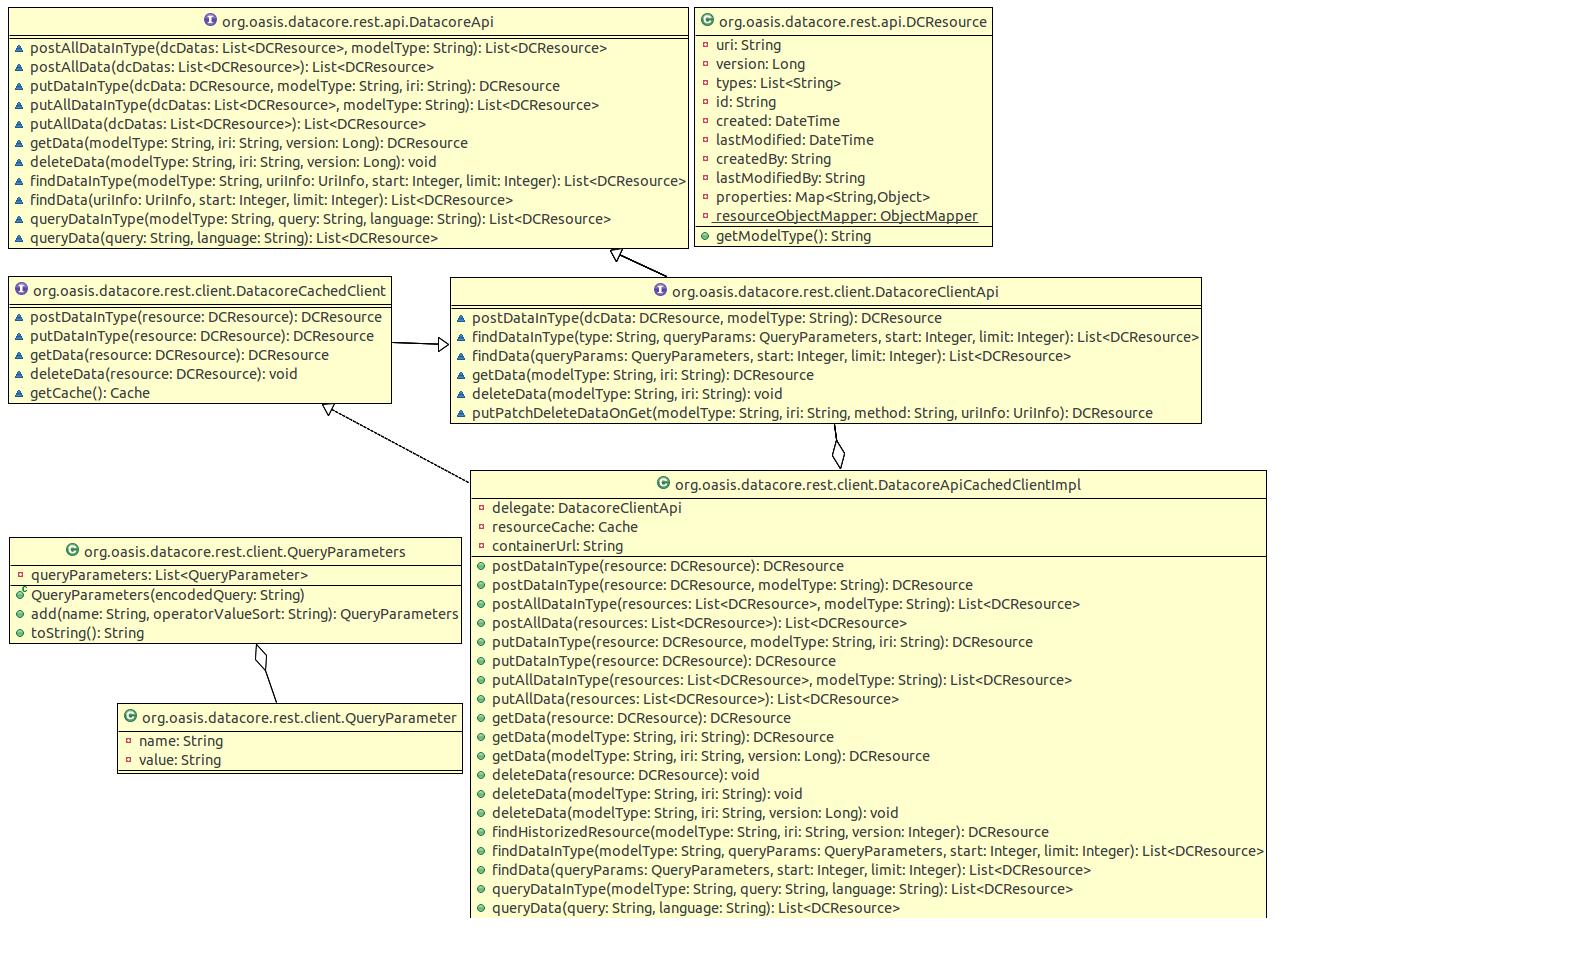 org.oasis.datacore.rest.api.DatacoreApi
postAllDataInType(dcDatas: List<DCResource>, modelType: String): List<DCResource>
postAllData(dcDatas: List<DCResource>): List<DCResource>
putDataInType(dcData: DCResource, modelType: String, iri: String): DCResource
putAllDataInType(dcDatas: List<DCResource>, modelType: String): List<DCResource>
putAllData(dcDatas: List<DCResource>): List<DCResource>
getData(modelType: String, iri: String, version: Long): DCResource
deleteData(modelType: String, iri: String, version: Long): void
findDataInType(modelType: String, uriInfo: UriInfo, start: Integer, limit: Integer): List<DCResource>
findData(uriInfo: UriInfo, start: Integer, limit: Integer): List<DCResource>
queryDataInType(modelType: String, query: String, language: String): List<DCResource>
queryData(query: String, language: String): List<DCResource>
org.oasis.datacore.rest.api.DCResource
uri: String
version: Long
types: List<String>
id: String
created: DateTime
lastModified: DateTime
createdBy: String
lastModifiedBy: String
properties: Map<String,Object>
resourceObjectMapper: ObjectMapper
getModelType(): String
org.oasis.datacore.rest.client.DatacoreCachedClient
postDataInType(resource: DCResource): DCResource
putDataInType(resource: DCResource): DCResource
getData(resource: DCResource): DCResource
deleteData(resource: DCResource): void
getCache(): Cache
org.oasis.datacore.rest.client.DatacoreClientApi
postDataInType(dcData: DCResource, modelType: String): DCResource
findDataInType(type: String, queryParams: QueryParameters, start: Integer, limit: Integer): List<DCResource>
findData(queryParams: QueryParameters, start: Integer, limit: Integer): List<DCResource>
getData(modelType: String, iri: String): DCResource
deleteData(modelType: String, iri: String): void
putPatchDeleteDataOnGet(modelType: String, iri: String, method: String, uriInfo: UriInfo): DCResource
org.oasis.datacore.rest.client.DatacoreApiCachedClientImpl
delegate: DatacoreClientApi
resourceCache: Cache
containerUrl: String
postDataInType(resource: DCResource): DCResource
postDataInType(resource: DCResource, modelType: String): DCResource
postAllDataInType(resources: List<DCResource>, modelType: String): List<DCResource>
postAllData(resources: List<DCResource>): List<DCResource>
putDataInType(resource: DCResource, modelType: String, iri: String): DCResource
putDataInType(resource: DCResource): DCResource
putAllDataInType(resources: List<DCResource>, modelType: String): List<DCResource>
putAllData(resources: List<DCResource>): List<DCResource>
getData(resource: DCResource): DCResource
getData(modelType: String, iri: String): DCResource
getData(modelType: String, iri: String, version: Long): DCResource
deleteData(resource: DCResource): void
deleteData(modelType: String, iri: String): void
deleteData(modelType: String, iri: String, version: Long): void
findHistorizedResource(modelType: String, iri: String, version: Integer): DCResource
findDataInType(modelType: String, queryParams: QueryParameters, start: Integer, limit: Integer): List<DCResource>
findData(queryParams: QueryParameters, start: Integer, limit: Integer): List<DCResource>
queryDataInType(modelType: String, query: String, language: String): List<DCResource>
queryData(query: String, language: String): List<DCResource>
org.oasis.datacore.rest.client.QueryParameters
queryParameters: List<QueryParameter>
QueryParameters(encodedQuery: String)
add(name: String, operatorValueSort: String): QueryParameters
toString(): String
org.oasis.datacore.rest.client.QueryParameter
name: String
value: String